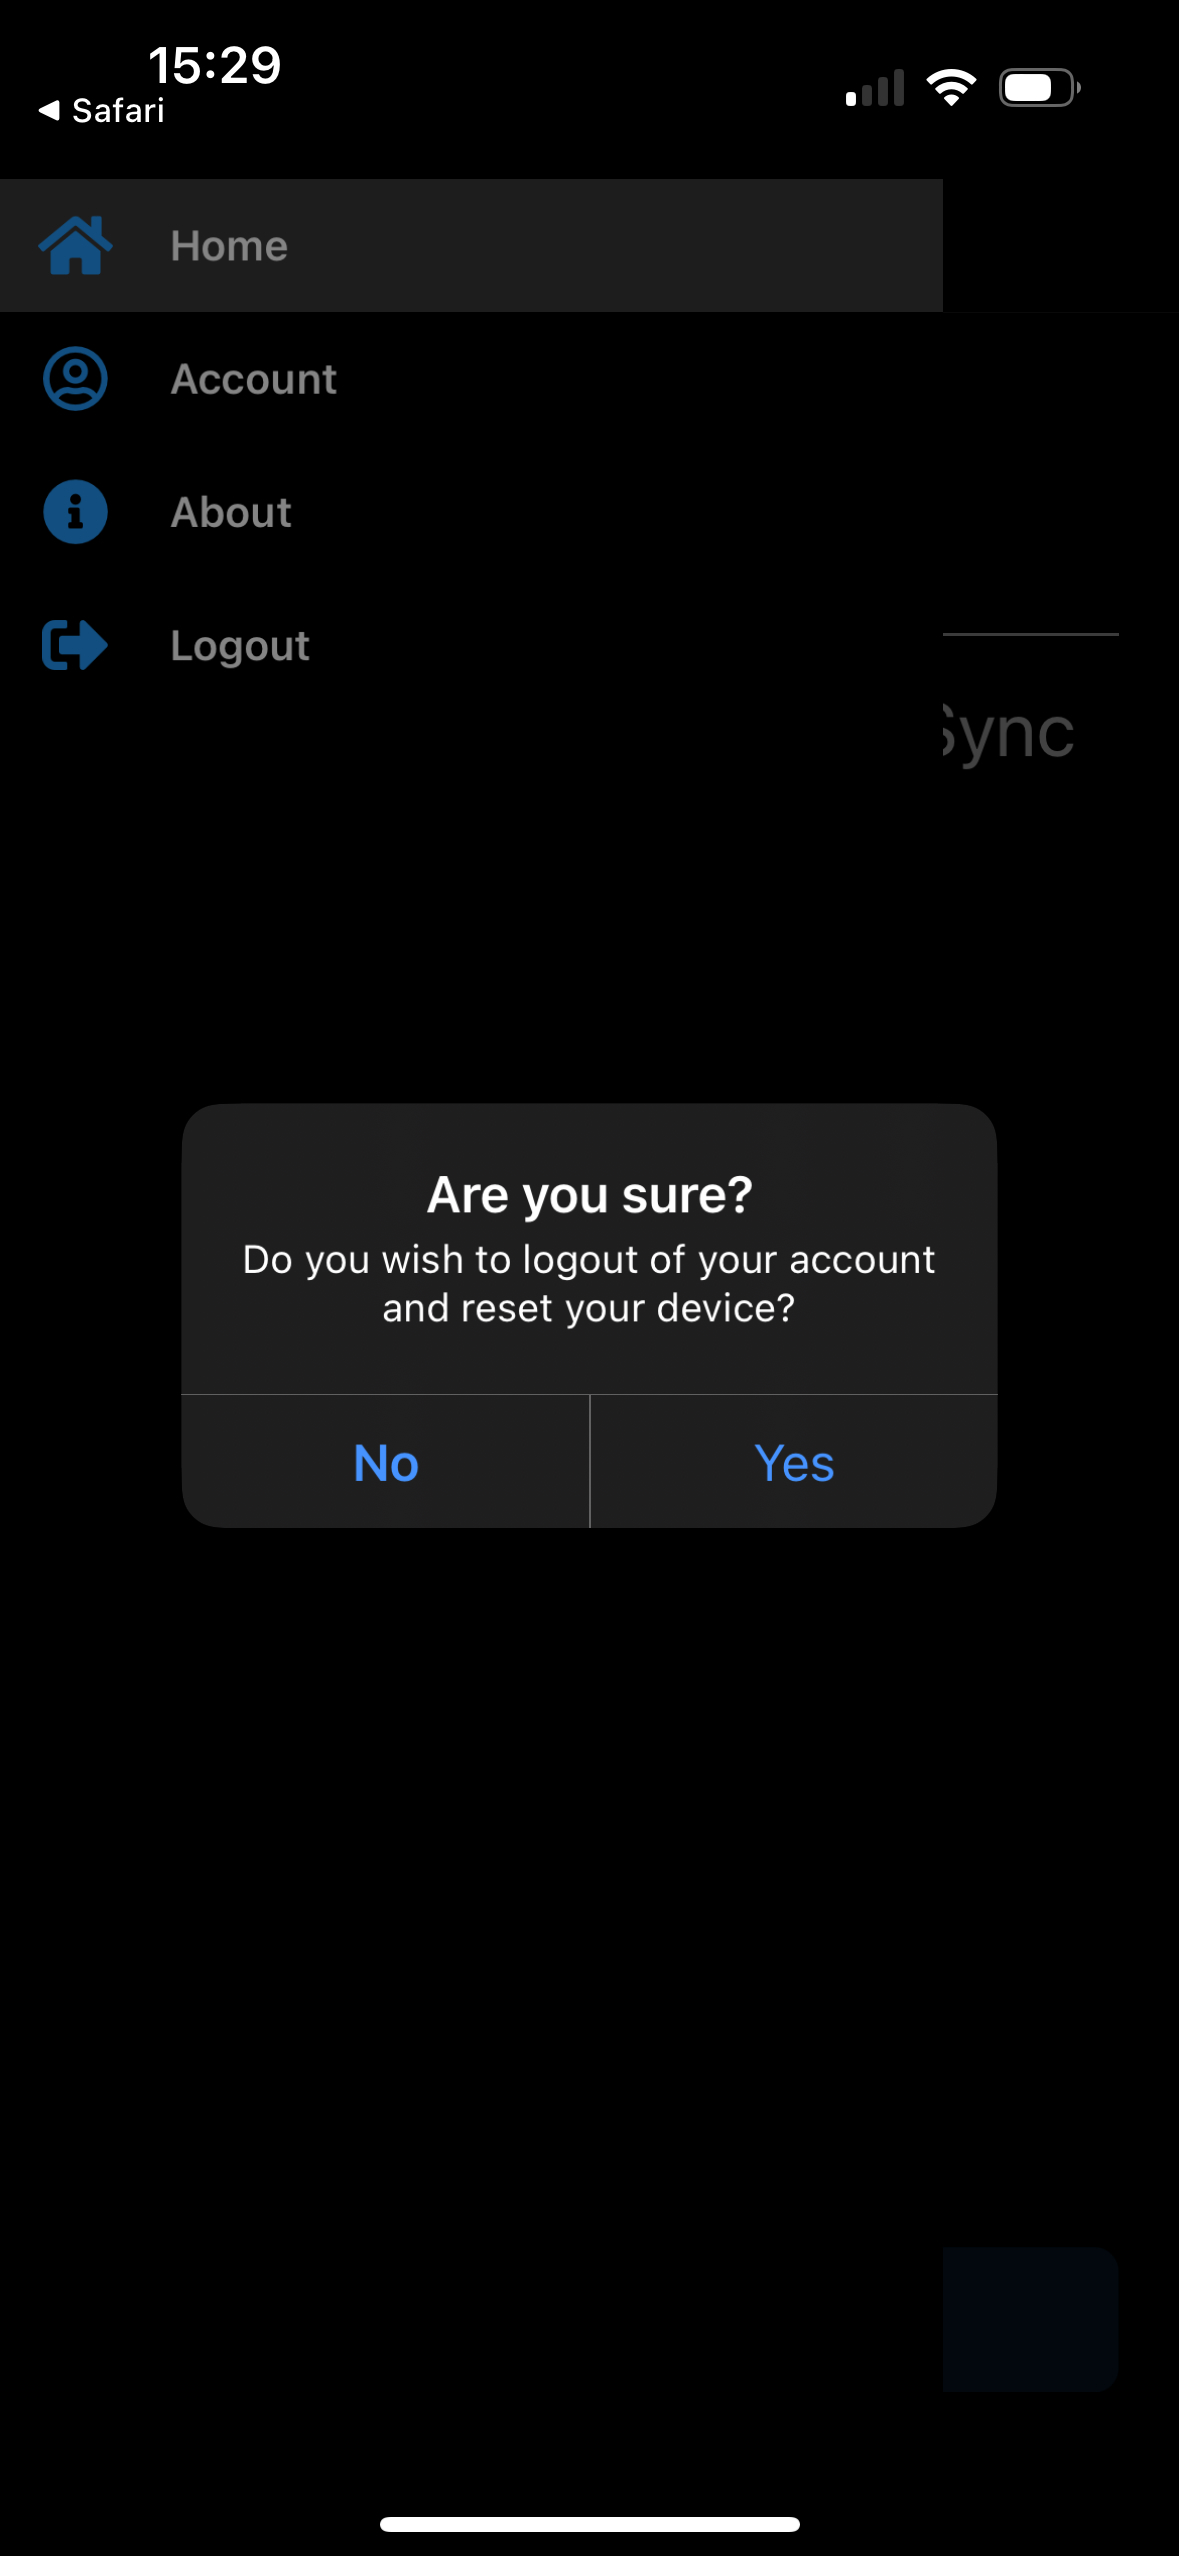 15:29
Safari
Home
Account
About
Logout
Sync
Are you sure?
Do you wish to logout of your account
and reset your device?
No
Yes